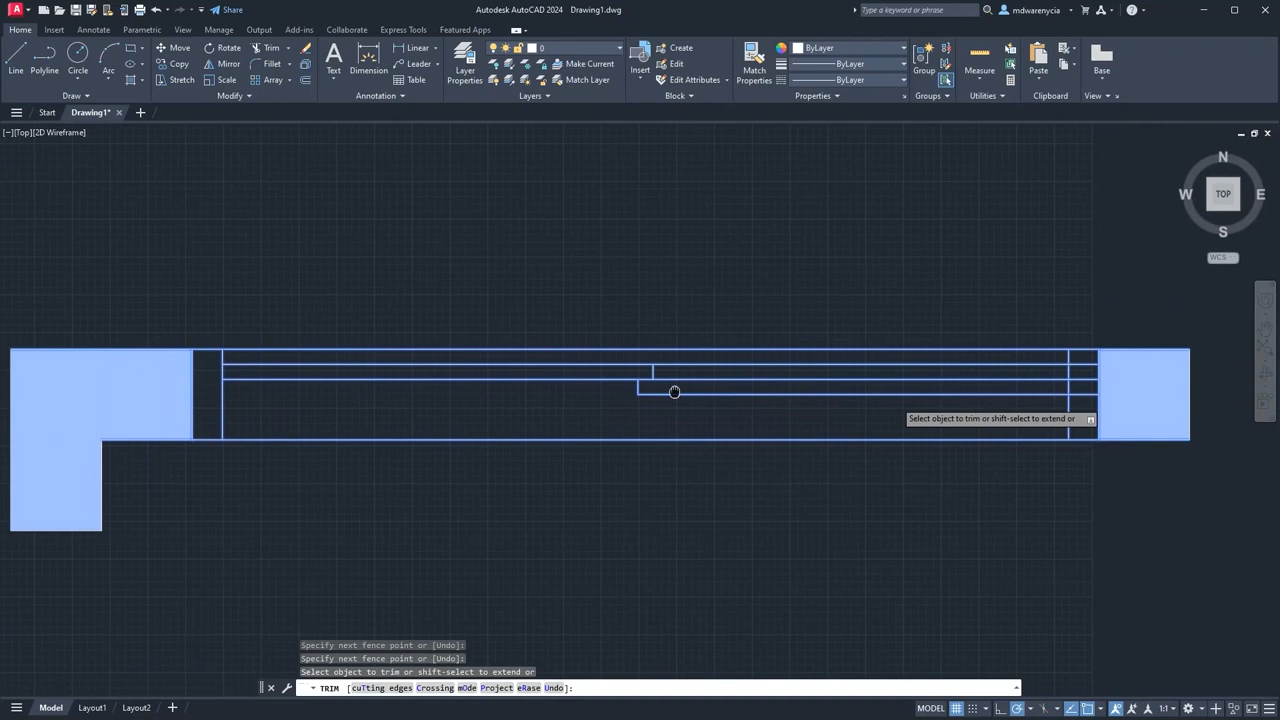 Share
Autodesk AutoCAD 2024 Drawing1.dwg
Type a keyword or phrase
mdwarenycia
Home Insert Annotate Parametric View Manage Output Add-ins Collaborate Express Tools Featured Apps
Line Polyline Circle Arc
Move Rotate Trim
Copy Mirror Fillet
Stretch Scale Array
Text Dimension
Linear
Leader
Table
Layer Properties
0
Make Current
Match Layer
Insert
Create
Edit
Edit Attributes
Match Properties
ByLayer
ByLayer
ByLayer
Group Measure Paste Base
Draw Modify Annotation Layers Block Properties Groups Utilities Clipboard View
Start Drawing1*
[−][Top][2D Wireframe]
N
W TOP E
S
WCS
Select object to trim or shift-select to extend or
Specify next fence point or [Undo]:
Specify next fence point or [Undo]:
Select object to trim or shift-select to extend or
TRIM [cuTting edges Crossing mOde Project eRase Undo]:
Model Layout1 Layout2
MODEL 1:1